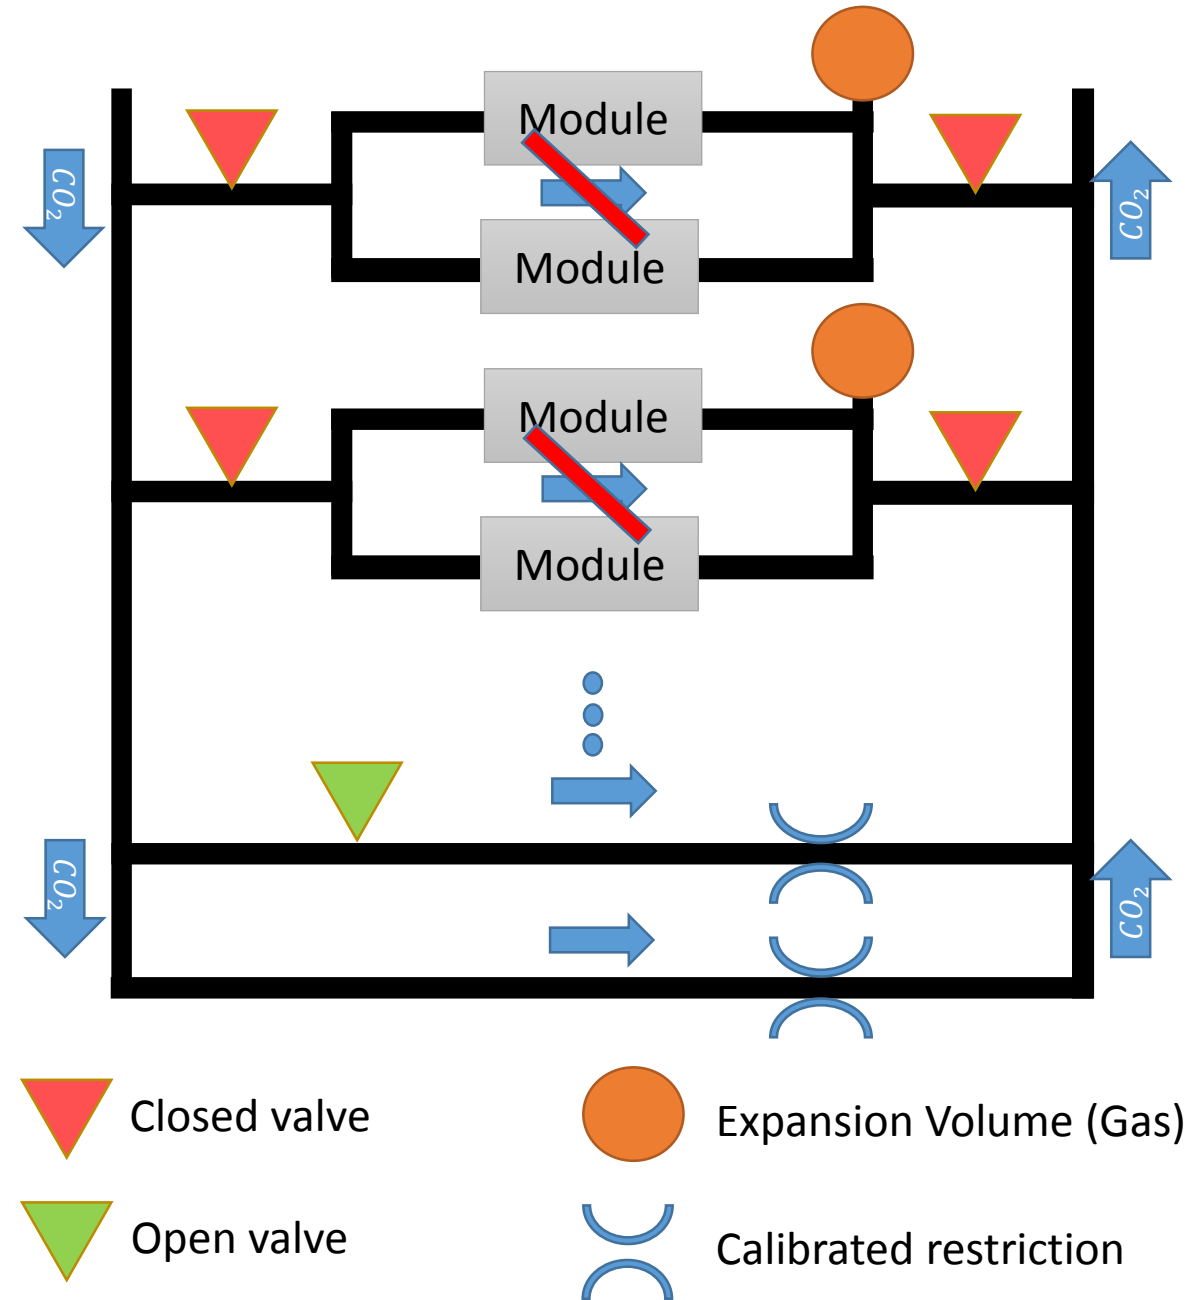 Module
CO₂
CO₂
Module
Module
Module
CO₂
CO₂
Closed valve
Expansion Volume (Gas)
Open valve
Calibrated restriction